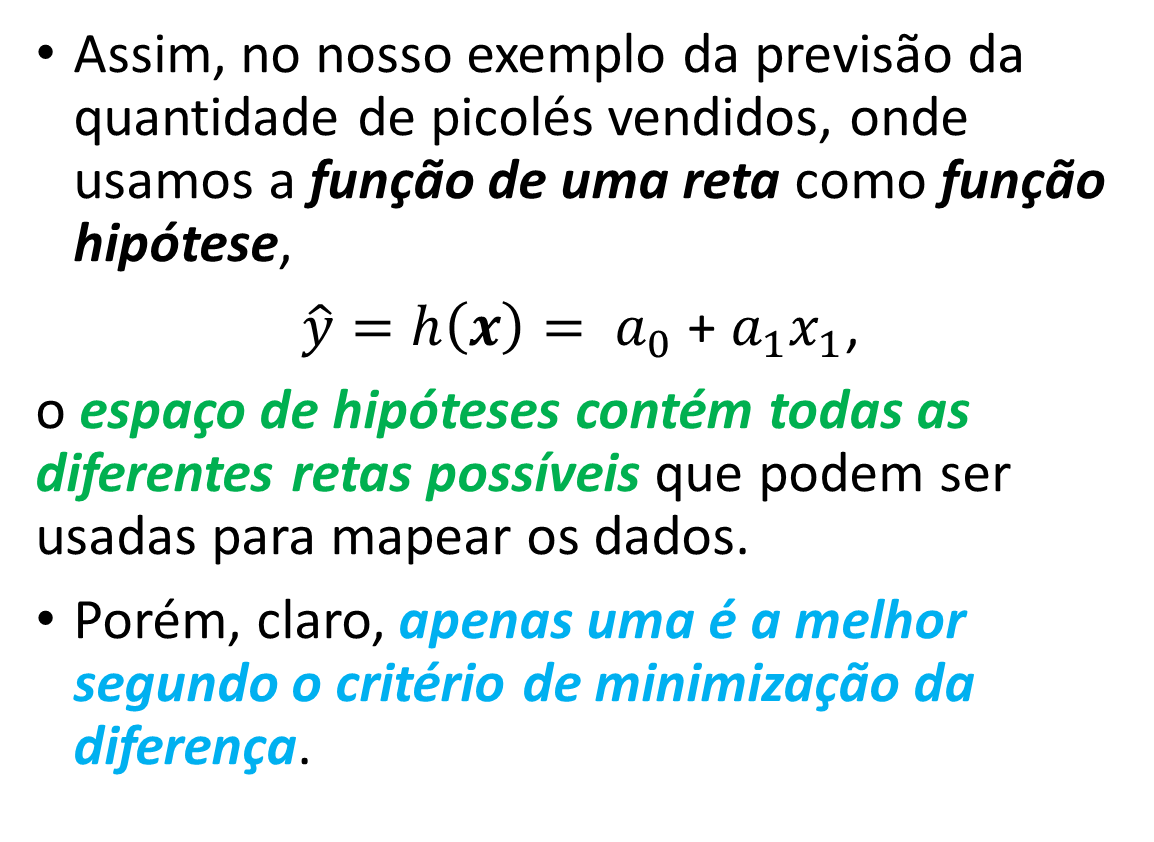 • Assim, no nosso exemplo da previsão da
quantidade de picolés vendidos, onde
usamos a função de uma reta como função
hipótese,
ŷ = h(x) = a₀ + a₁x₁,
o espaço de hipóteses contém todas as
diferentes retas possíveis que podem ser
usadas para mapear os dados.
• Porém, claro, apenas uma é a melhor
segundo o critério de minimização da
diferença.